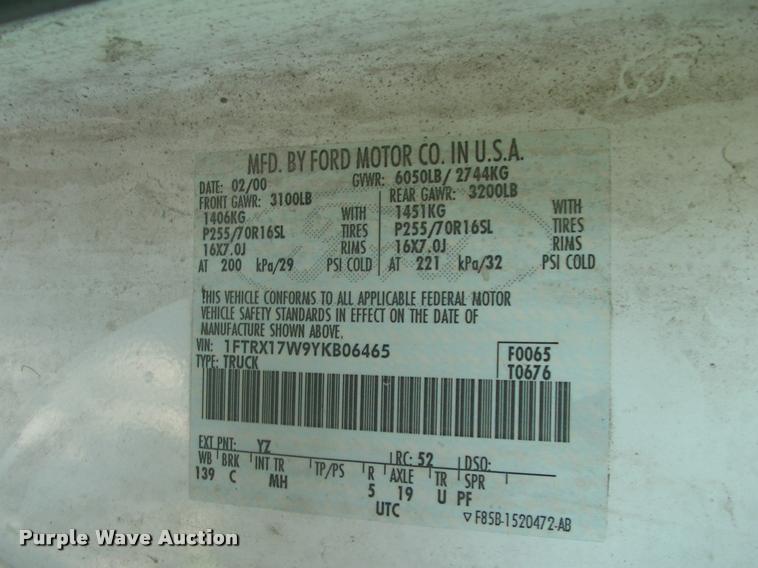 MFD. BY FORD MOTOR CO. IN U.S.A.
DATE: 02/00 GVWR: 6050LB/ 2744KG
FRONT GAWR: 3100LB REAR GAWR: 3200LB
1406KG WITH 1451KG WITH
P255/70R16SL TIRES P255/70R16SL TIRES
16X7.0J RIMS 16X7.0J RIMS
AT 200 kPa/29 PSI COLD AT 221 kPa/32 PSI COLD
THIS VEHICLE CONFORMS TO ALL APPLICABLE FEDERAL MOTOR
VEHICLE SAFETY STANDARDS IN EFFECT ON THE DATE OF
MANUFACTURE SHOWN ABOVE.
VIN: 1FTRX17W9YKB06465 F0065
TYPE: TRUCK T0676
EXT PNT: YZ RC: 52 DSO:
WB BRK INT TR TP/PS R AXLE TR SPR
139 C MH 5 19 U PF
UTC
F85B-1520472-AB
Purple Wave Auction